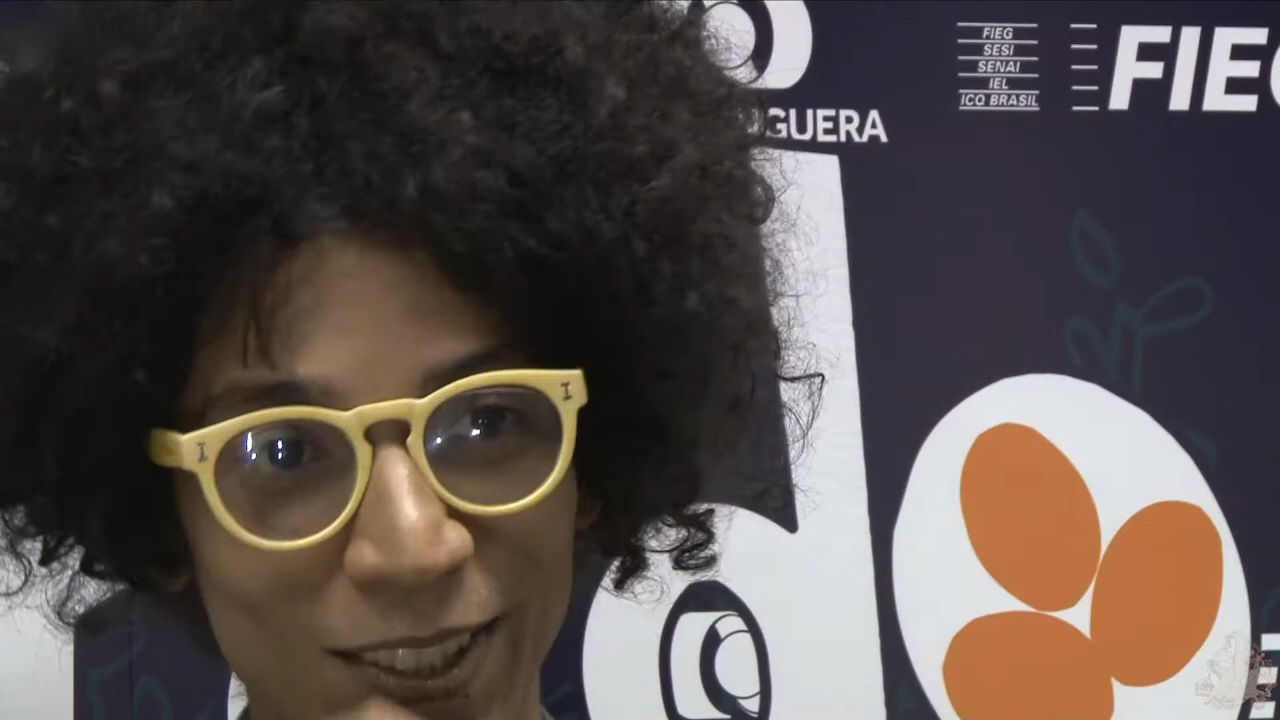 FIEG
SESI
SENAI
IEL
ICQ BRASIL
FIEG
GUERA